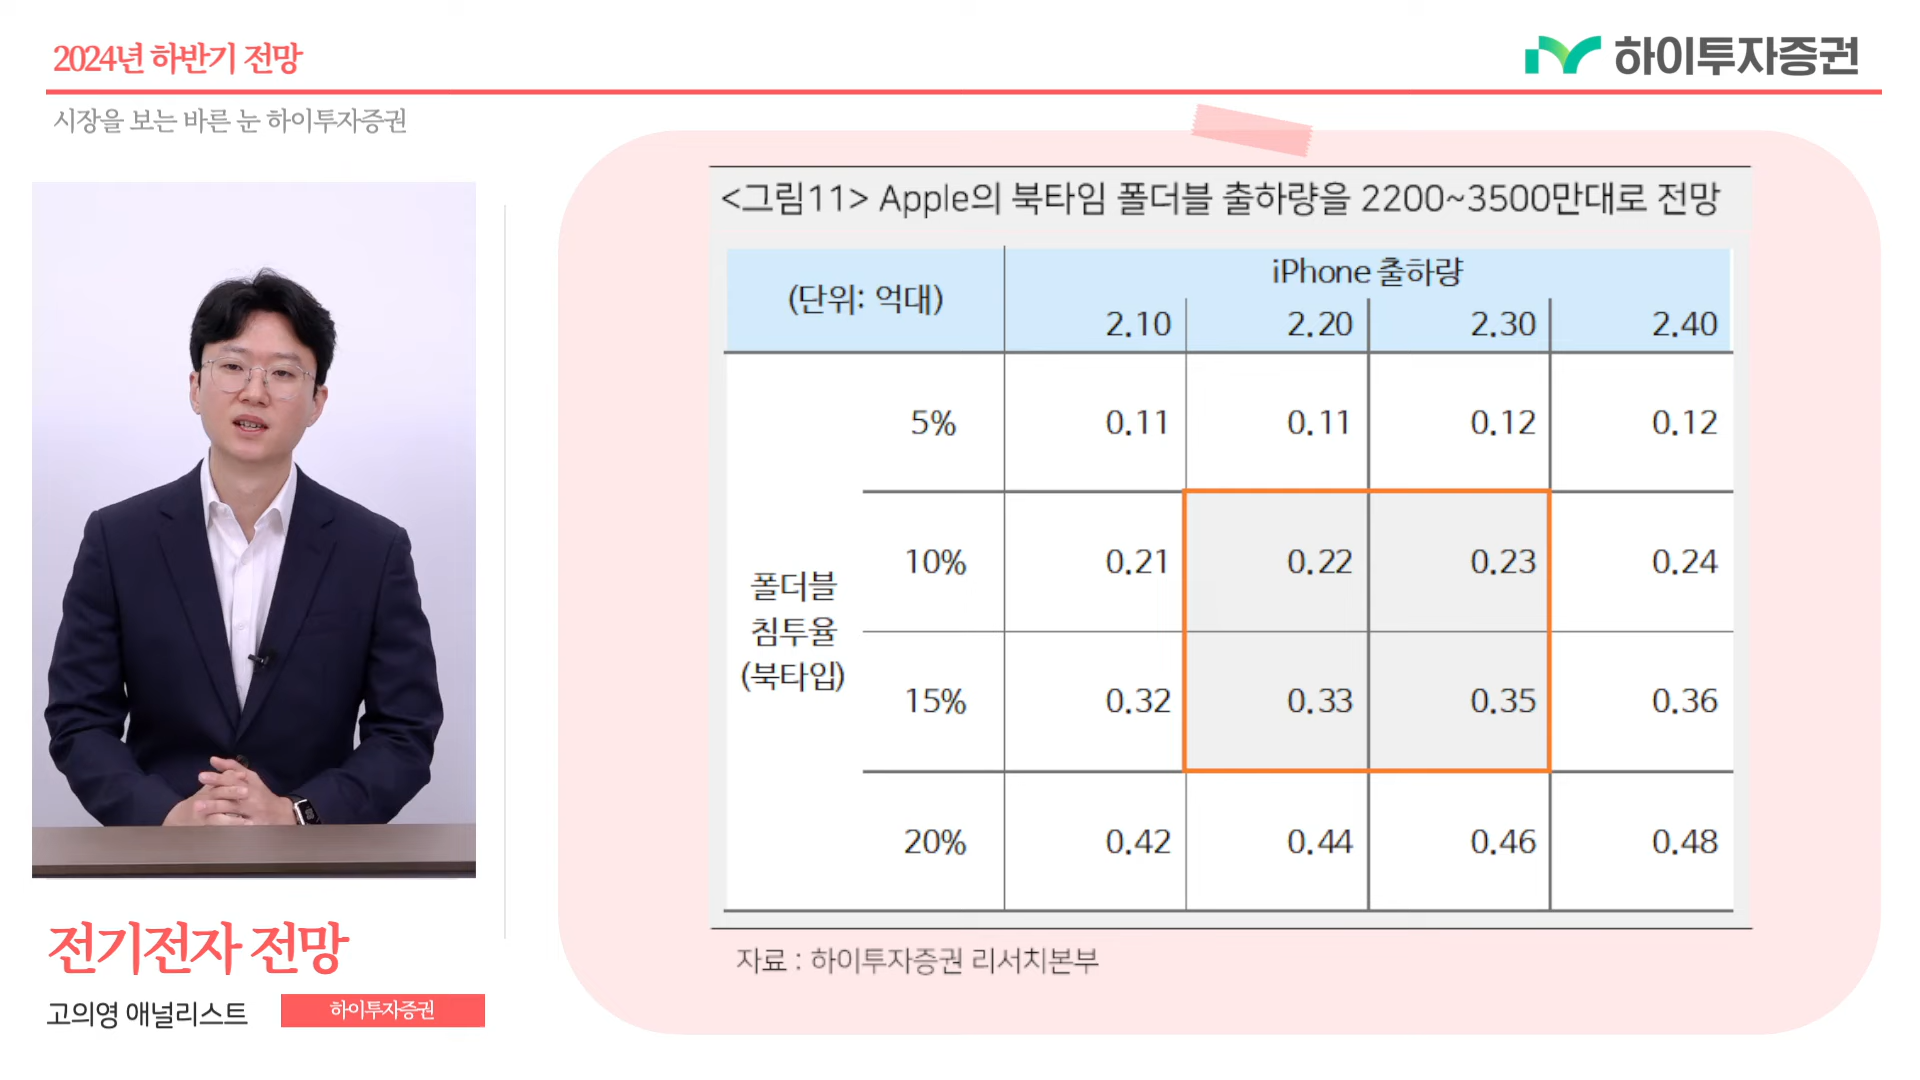 2024년 하반기 전망
하이투자증권
시장을 보는 바른 눈 하이투자증권
<그림11> Apple의 북타임 폴더블 출하량을 2200~3500만대로 전망
(단위: 억대)
iPhone 출하량
2.10 2.20 2.30 2.40
5% 0.11 0.11 0.12 0.12
10% 0.21 0.22 0.23 0.24
폴더블
침투율
(북타입)
15% 0.32 0.33 0.35 0.36
20% 0.42 0.44 0.46 0.48
자료 : 하이투자증권 리서치본부
전기전자 전망
고의영 애널리스트
하이투자증권